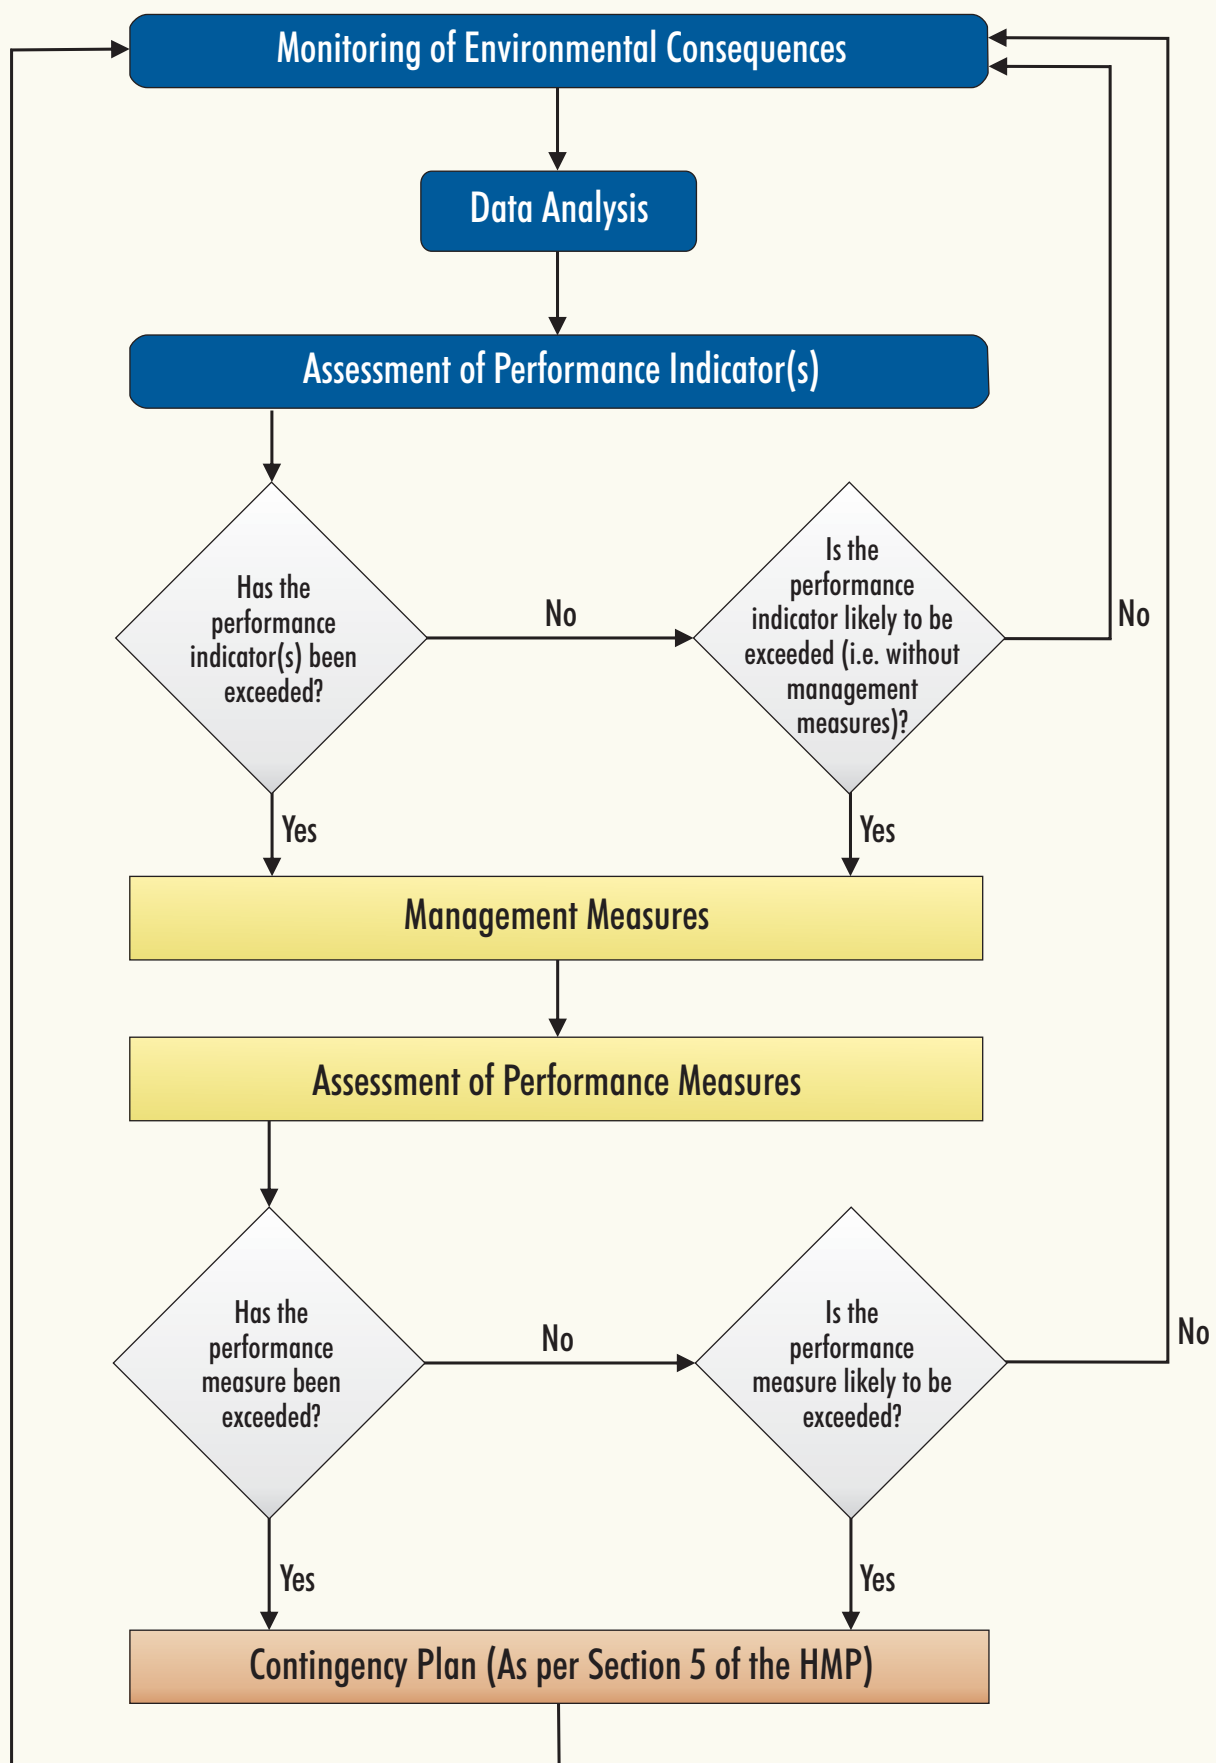 Monitoring of Environmental Consequences
Data Analysis
Assessment of Performance Indicator(s)
Has the
performance
indicator(s) been
exceeded?
No
Is the
performance
indicator likely to be
exceeded (i.e. without
management
measures)?
No
Yes
Yes
Management Measures
Assessment of Performance Measures
Has the
performance
measure been
exceeded?
No
Is the
performance
measure likely to be
exceeded?
No
Yes
Yes
Contingency Plan (As per Section 5 of the HMP)